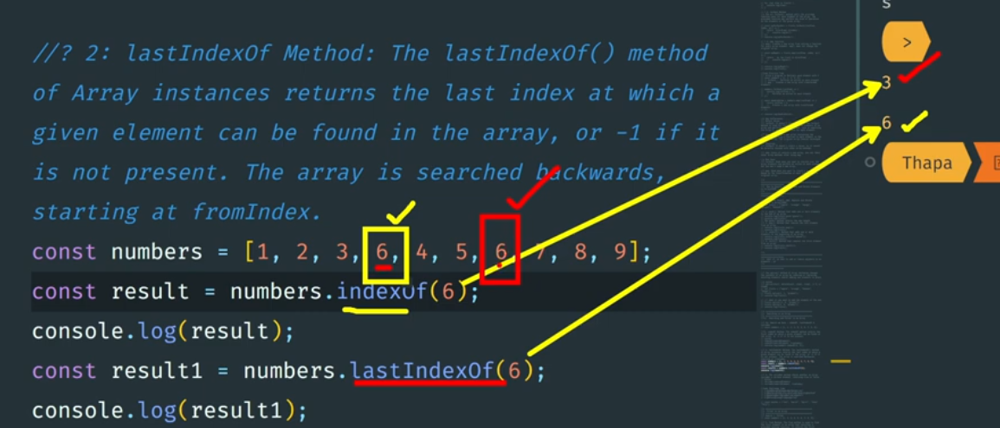 //? 2: lastIndexOf Method: The lastIndexOf() method
of Array instances returns the last index at which a
given element can be found in the array, or -1 if it
is not present. The array is searched backwards,
starting at fromIndex.
const numbers = [1, 2, 3, 6, 4, 5, 6, 7, 8, 9];
const result = numbers.indexOf(6);
console.log(result);
const result1 = numbers.lastIndexOf(6);
console.log(result1);
s
>
3
6
Thapa